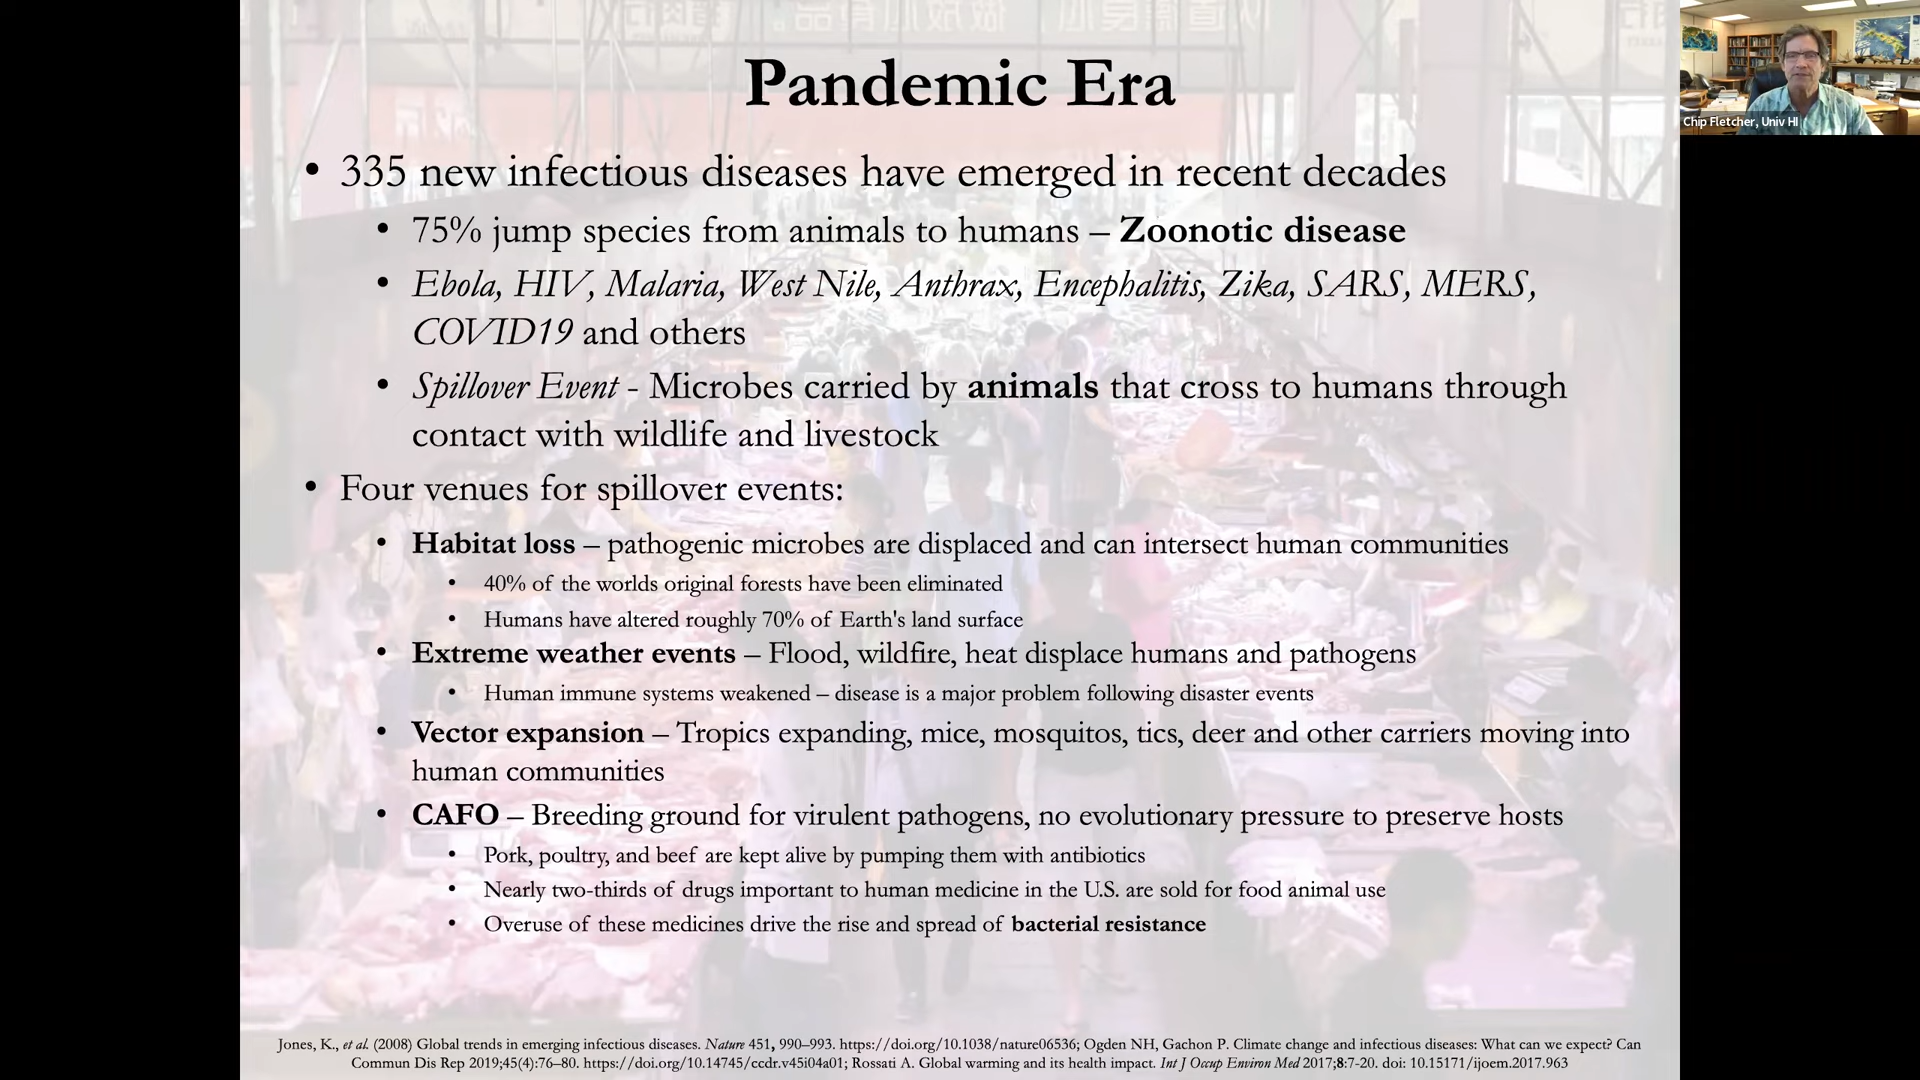 Pandemic Era
Chip Fletcher, Univ HI
• 335 new infectious diseases have emerged in recent decades
• 75% jump species from animals to humans – Zoonotic disease
• Ebola, HIV, Malaria, West Nile, Anthrax, Encephalitis, Zika, SARS, MERS,
COVID19 and others
• Spillover Event - Microbes carried by animals that cross to humans through
contact with wildlife and livestock
• Four venues for spillover events:
• Habitat loss – pathogenic microbes are displaced and can intersect human communities
• 40% of the worlds original forests have been eliminated
• Humans have altered roughly 70% of Earth's land surface
• Extreme weather events – Flood, wildfire, heat displace humans and pathogens
• Human immune systems weakened – disease is a major problem following disaster events
• Vector expansion – Tropics expanding, mice, mosquitos, tics, deer and other carriers moving into
human communities
• CAFO – Breeding ground for virulent pathogens, no evolutionary pressure to preserve hosts
• Pork, poultry, and beef are kept alive by pumping them with antibiotics
• Nearly two-thirds of drugs important to human medicine in the U.S. are sold for food animal use
• Overuse of these medicines drive the rise and spread of bacterial resistance
Jones, K., et al. (2008) Global trends in emerging infectious diseases. Nature 451, 990–993. https://doi.org/10.1038/nature06536; Ogden NH, Gachon P. Climate change and infectious diseases: What can we expect? Can
Commun Dis Rep 2019;45(4):76–80. https://doi.org/10.14745/ccdr.v45i04a01; Rossati A. Global warming and its health impact. Int J Occup Environ Med 2017;8:7-20. doi: 10.15171/ijoem.2017.963